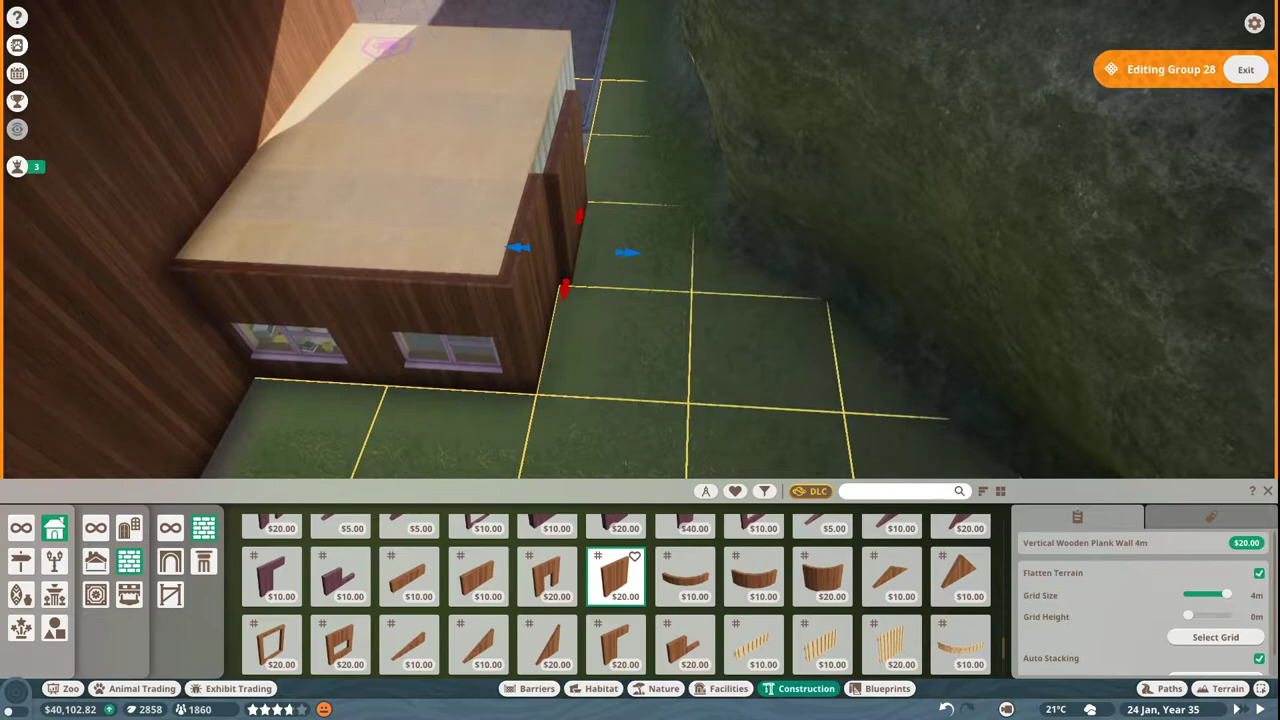 ?
Editing Group 28
Exit
3
DLC
?
$20.00
$5.00
$5.00
$10.00
$10.00
$20.00
$40.00
$10.00
$5.00
$10.00
$20.00
$10.00
$10.00
$10.00
$10.00
$20.00
$20.00
$10.00
$10.00
$20.00
$10.00
$10.00
$20.00
$20.00
$10.00
$10.00
$20.00
$20.00
$10.00
$10.00
$10.00
$20.00
$10.00
Vertical Wooden Plank Wall 4m
$20.00
Flatten Terrain
Grid Size
4m
Grid Height
0m
Select Grid
Auto Stacking
Zoo
Animal Trading
Exhibit Trading
Barriers
Habitat
Nature
Facilities
Construction
Blueprints
Paths
Terrain
$40,102.82
2858
1860
21°C
24 Jan, Year 35